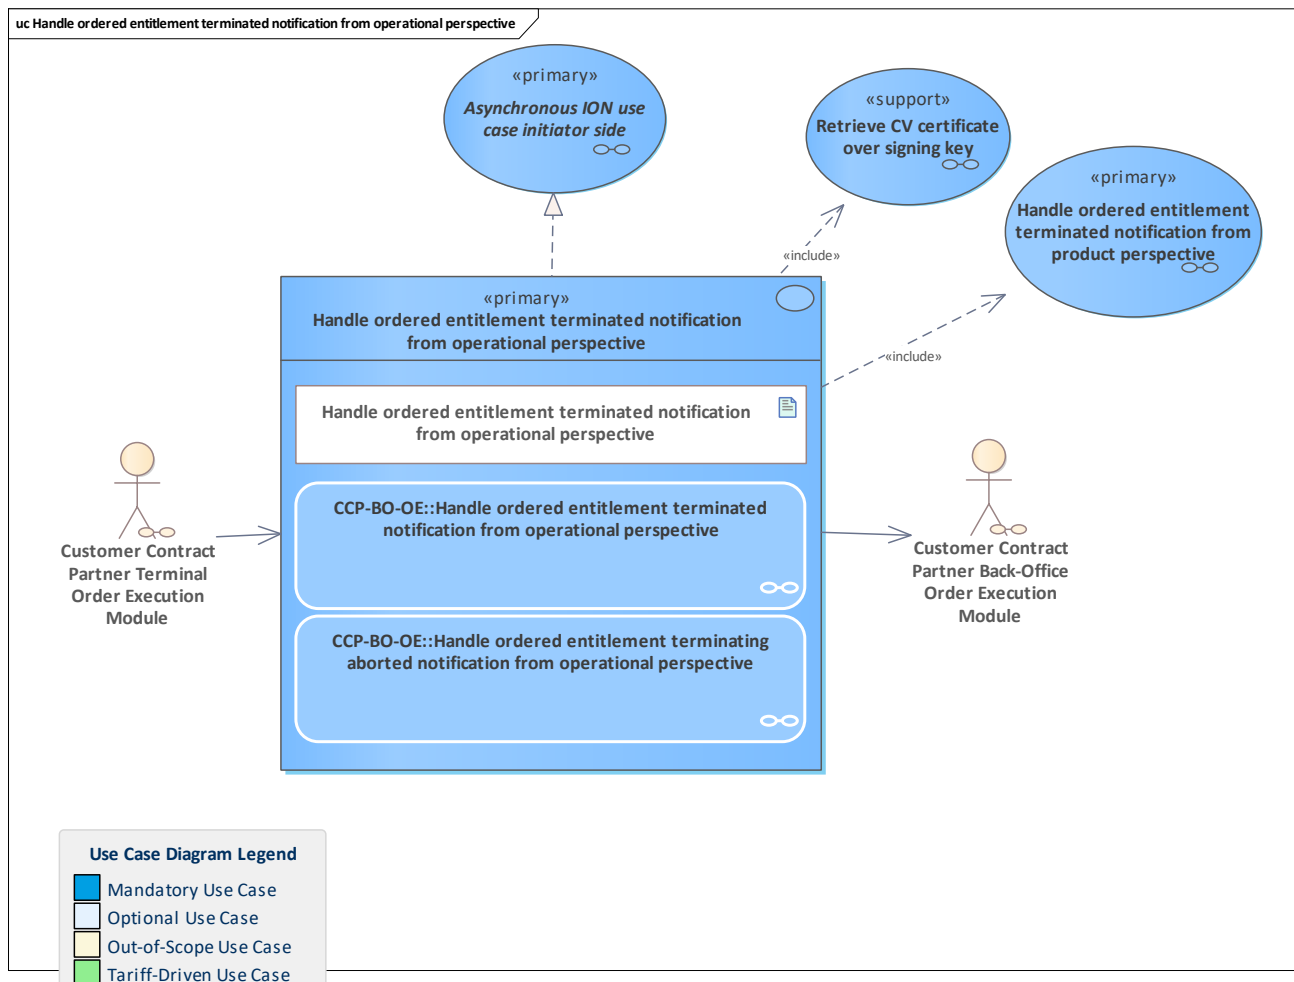 uc Handle ordered entitlement terminated notification from operational perspective
«primary»
Asynchronous ION use
case initiator side
«support»
Retrieve CV certificate
over signing key
«primary»
Handle ordered entitlement
terminated notification from
product perspective
«include»
«include»
«primary»
Handle ordered entitlement terminated notification
from operational perspective
Handle ordered entitlement terminated notification
from operational perspective
CCP-BO-OE::Handle ordered entitlement terminated
notification from operational perspective
CCP-BO-OE::Handle ordered entitlement terminating
aborted notification from operational perspective
Customer Contract
Partner Terminal
Order Execution
Module
Customer Contract
Partner Back-Office
Order Execution
Module
Use Case Diagram Legend
Mandatory Use Case
Optional Use Case
Out-of-Scope Use Case
Tariff-Driven Use Case